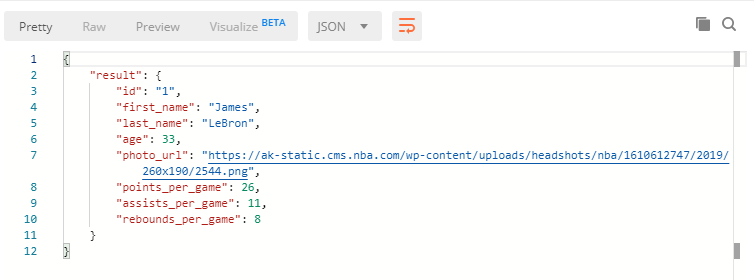 Pretty Raw Preview Visualize BETA JSON
1 {
2 "result": {
3 "id": "1",
4 "first_name": "James",
5 "last_name": "LeBron",
6 "age": 33,
7 "photo_url": "https://ak-static.cms.nba.com/wp-content/uploads/headshots/nba/1610612747/2019/
260x190/2544.png",
8 "points_per_game": 26,
9 "assists_per_game": 11,
10 "rebounds_per_game": 8
11 }
12 }